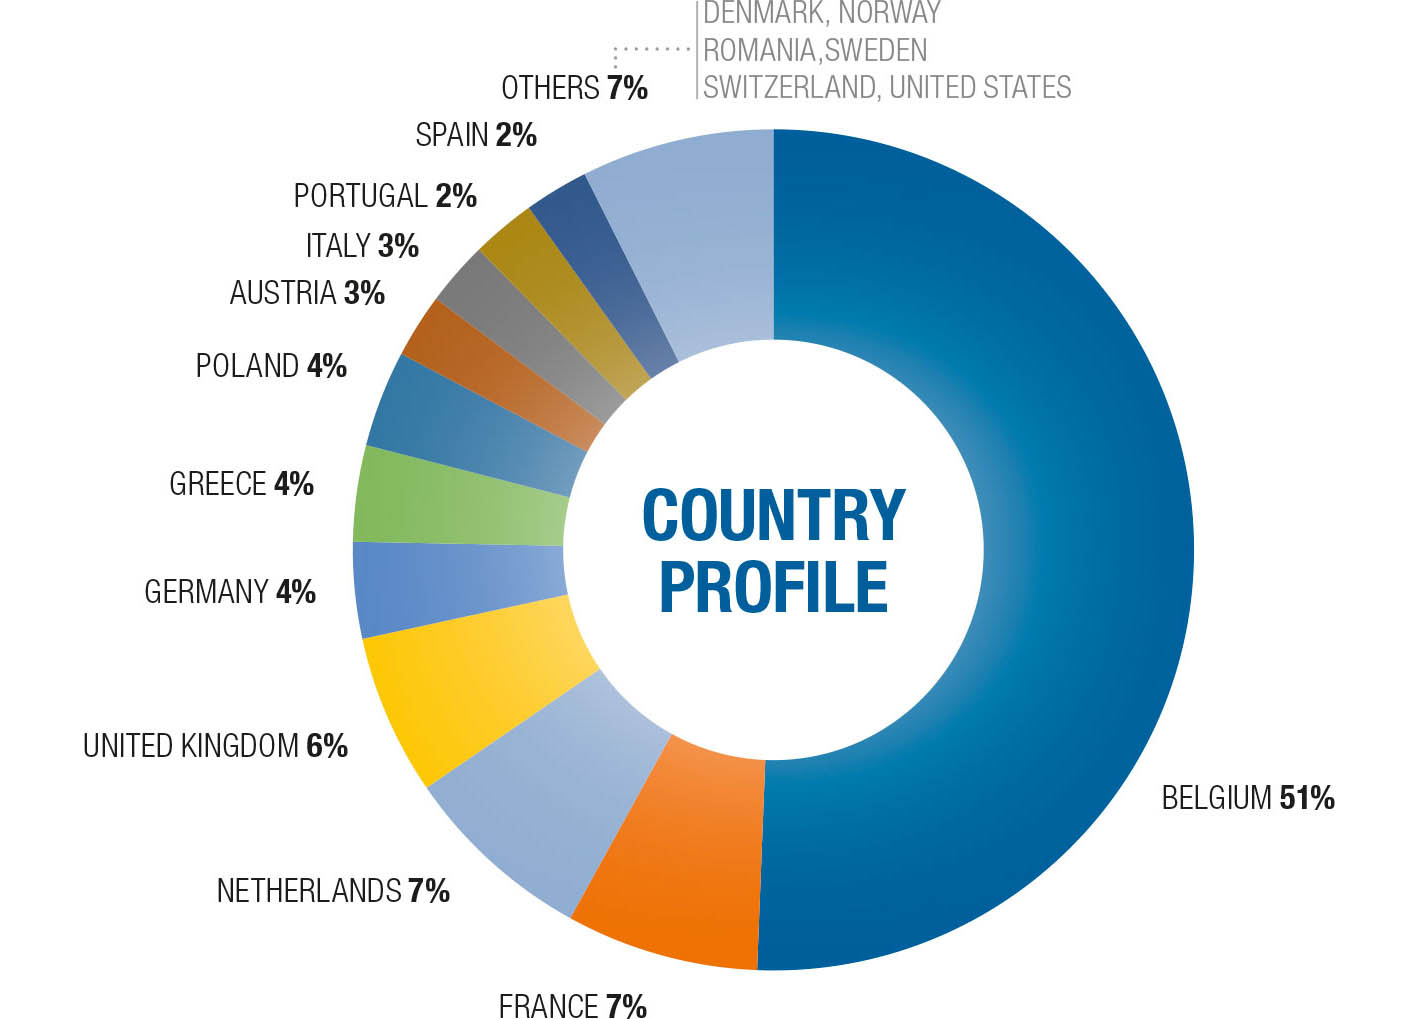 DENMARK, NORWAY
ROMANIA,SWEDEN
SWITZERLAND, UNITED STATES
OTHERS 7%
SPAIN 2%
PORTUGAL 2%
ITALY 3%
AUSTRIA 3%
POLAND 4%
GREECE 4%
GERMANY 4%
UNITED KINGDOM 6%
NETHERLANDS 7%
FRANCE 7%
BELGIUM 51%
COUNTRY
PROFILE